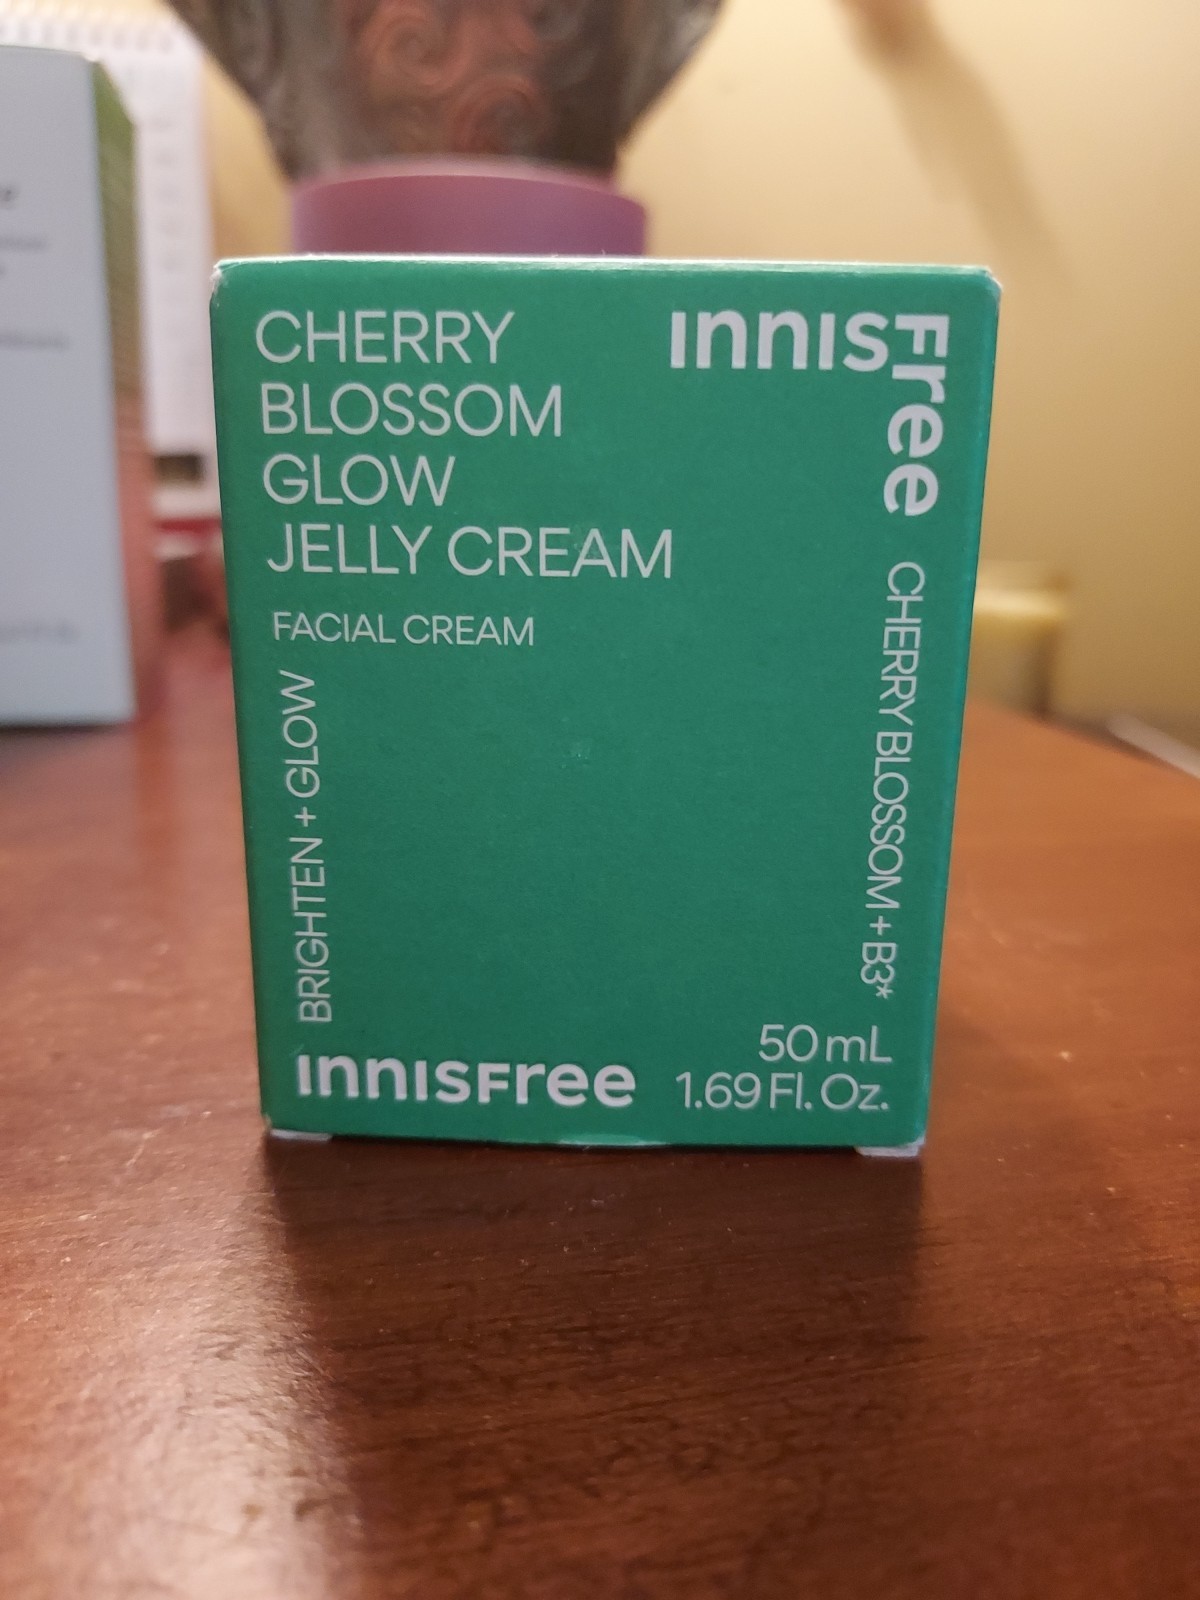 CHERRY
BLOSSOM
GLOW
JELLY CREAM
FACIAL CREAM
INNISFree
CHERRY BLOSSOM + B3*
BRIGHTEN + GLOW
INNISFree
50 mL
1.69 Fl. Oz.